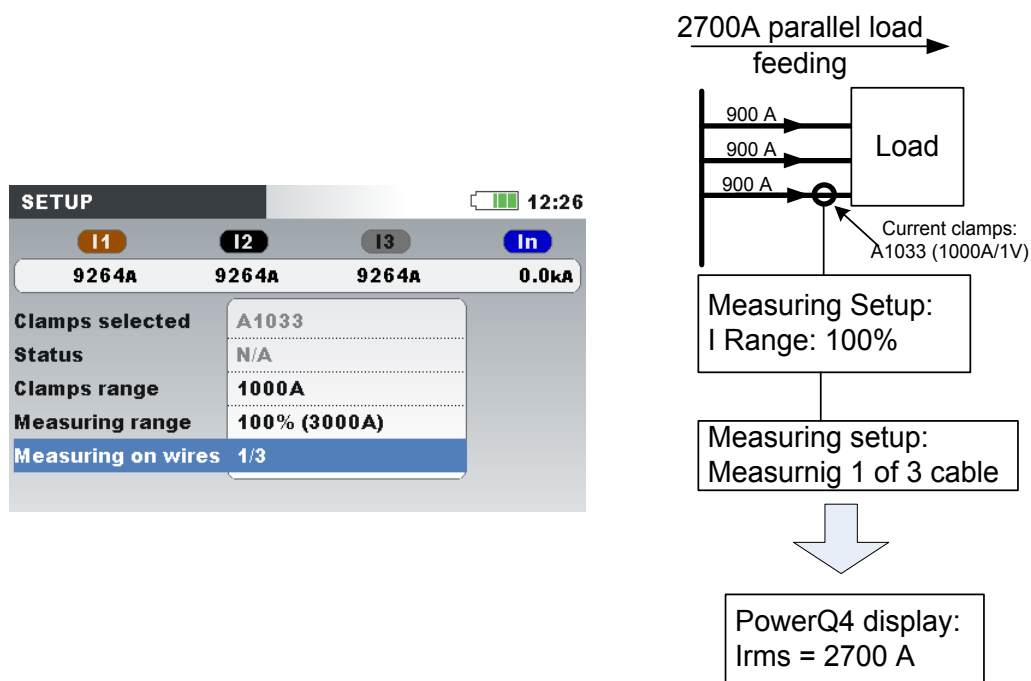 SETUP 12:26
I1 I2 I3 In
9264A 9264A 9264A 0.0kA
Clamps selected A1033
Status N/A
Clamps range 1000A
Measuring range 100% (3000A)
Measuring on wires 1/3
2700A parallel load
feeding
900 A
900 A
900 A
Load
Current clamps:
A1033 (1000A/1V)
Measuring Setup:
I Range: 100%
Measuring setup:
Measurnig 1 of 3 cable
PowerQ4 display:
Irms = 2700 A